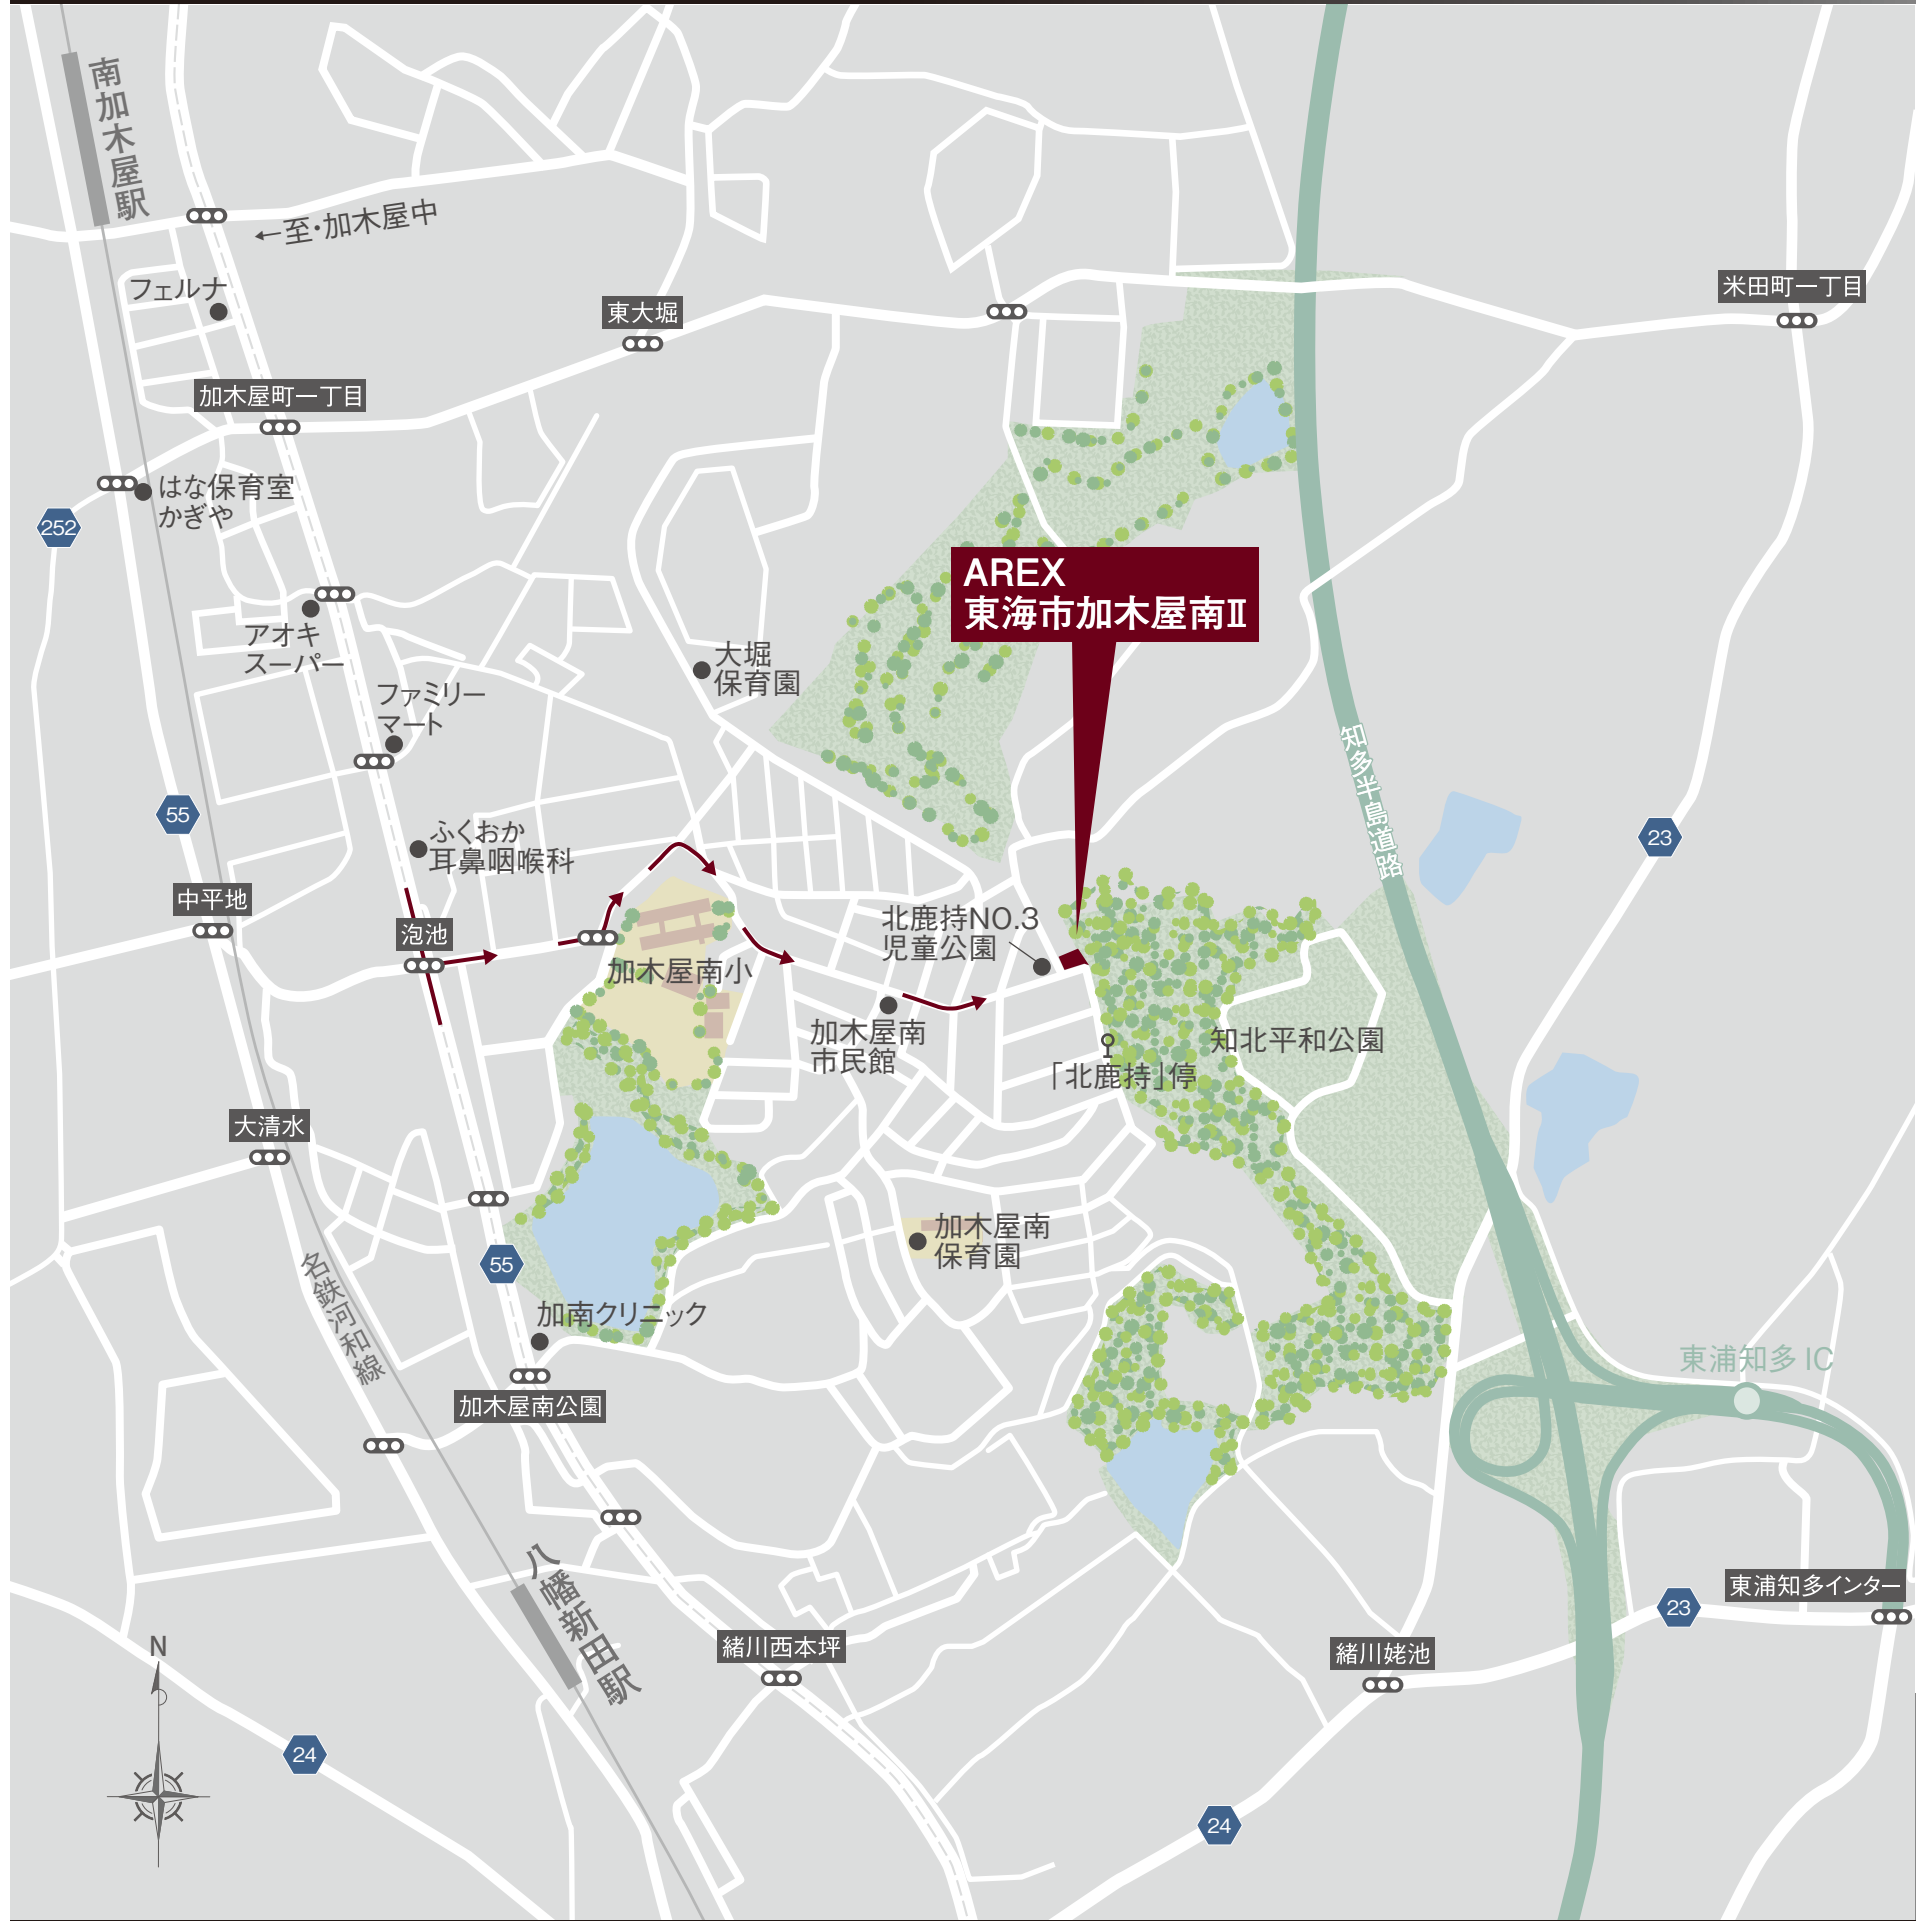 南加木屋駅
←至・加木屋中
フェルナ
東大堀
米田町一丁目
加木屋町一丁目
はな保育室
かぎや
252
AREX
東海市加木屋南Ⅱ
アオキ
スーパー
大堀
保育園
ファミリー
マート
知多半島道路
55
23
ふくおか
耳鼻咽喉科
中平地
泡池
北鹿持NO.3
児童公園
加木屋南小
加木屋南
市民館
知北平和公園
「北鹿持」停
大清水
加木屋南
保育園
55
名鉄河和線
加南クリニック
東浦知多 IC
加木屋南公園
八幡新田駅
東浦知多インター
23
N
緒川西本坪
緒川姥池
24
24